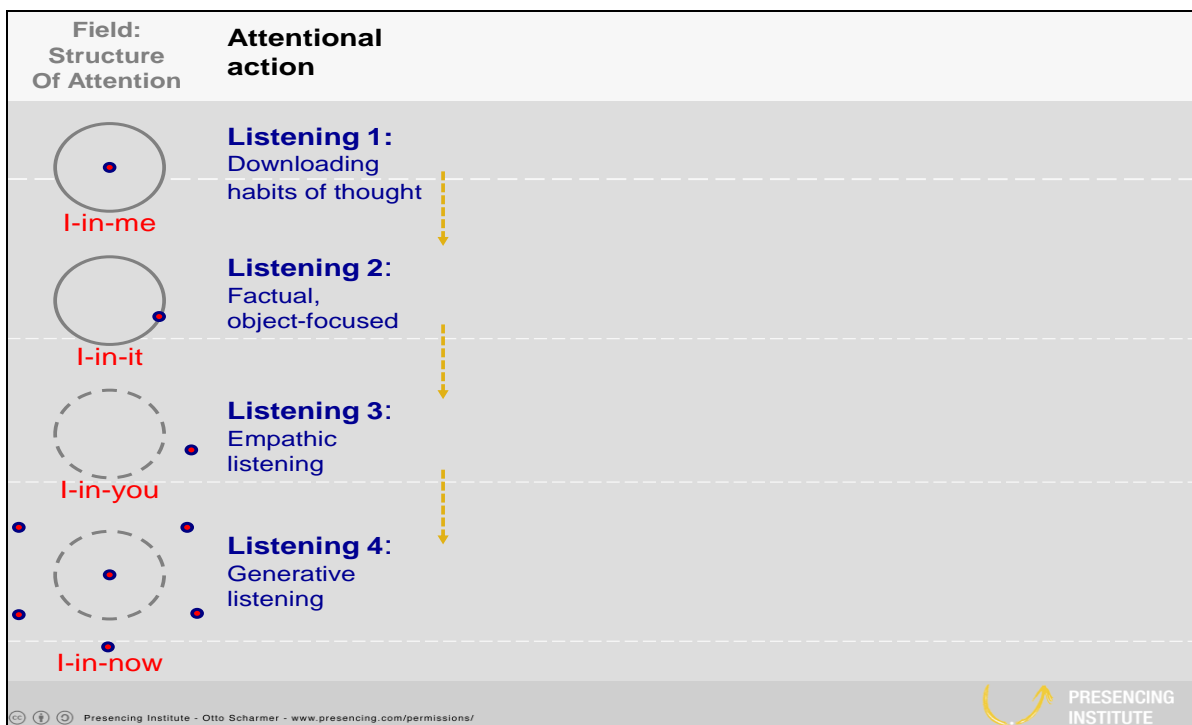 Field:
Structure
Of Attention
Attentional
action
Listening 1:
Downloading
habits of thought
I-in-me
Listening 2:
Factual,
object-focused
I-in-it
Listening 3:
Empathic
listening
I-in-you
Listening 4:
Generative
listening
I-in-now
cc Presencing Institute - Otto Scharmer - www.presencing.com/permissions/
PRESENCING
INSTITUTE